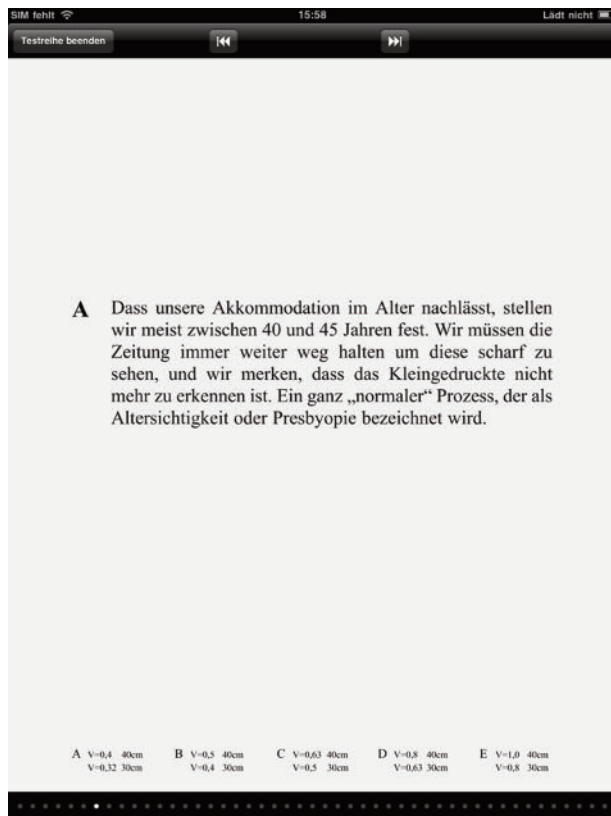 SIM fehlt 15:58 Lädt nicht
Testreihe beenden
A Dass unsere Akkommodation im Alter nachlässt, stellen
wir meist zwischen 40 und 45 Jahren fest. Wir müssen die
Zeitung immer weiter weg halten um diese scharf zu
sehen, und wir merken, dass das Kleingedruckte nicht
mehr zu erkennen ist. Ein ganz „normaler“ Prozess, der als
Altersichtigkeit oder Presbyopie bezeichnet wird.
A V=0,4 40cm B V=0,5 40cm C V=0,63 40cm D V=0,8 40cm E V=1,0 40cm
V=0,32 30cm V=0,4 30cm V=0,5 30cm V=0,63 30cm V=0,8 30cm